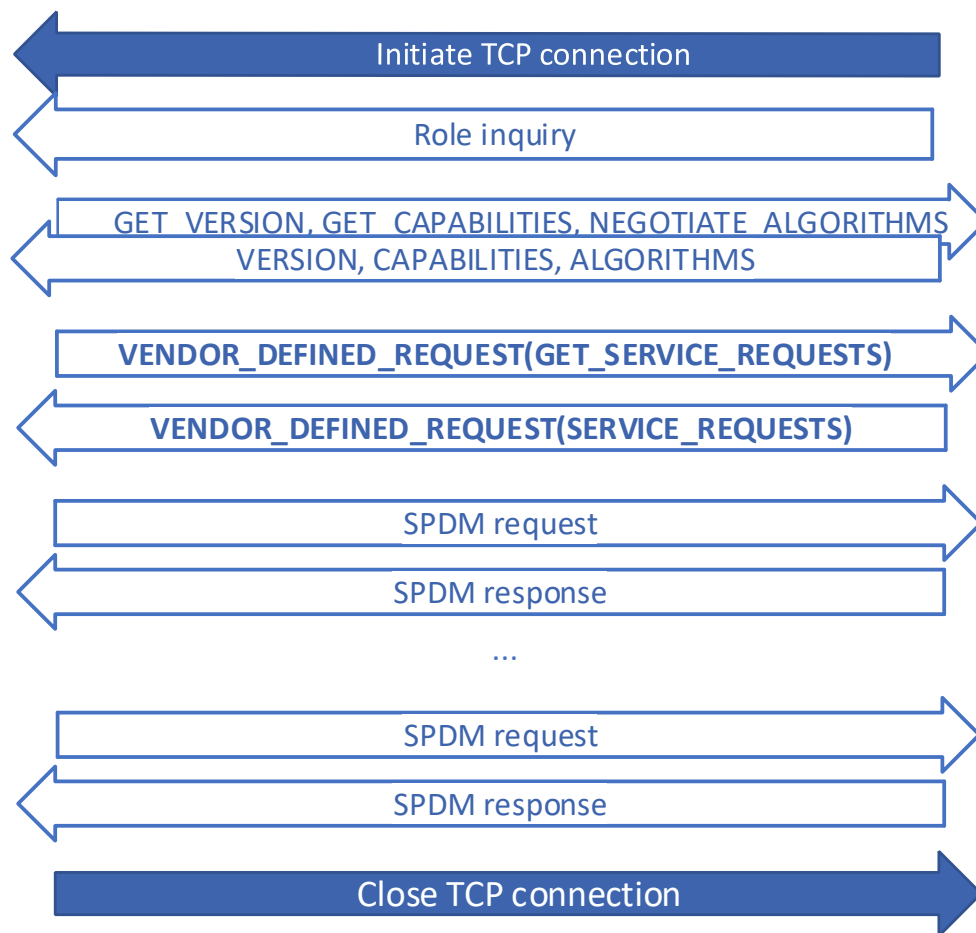 Initiate TCP connection
Role inquiry
GET_VERSION, GET_CAPABILITIES, NEGOTIATE_ALGORITHMS
VERSION, CAPABILITIES, ALGORITHMS
VENDOR_DEFINED_REQUEST(GET_SERVICE_REQUESTS)
VENDOR_DEFINED_REQUEST(SERVICE_REQUESTS)
SPDM request
SPDM response
...
SPDM request
SPDM response
Close TCP connection